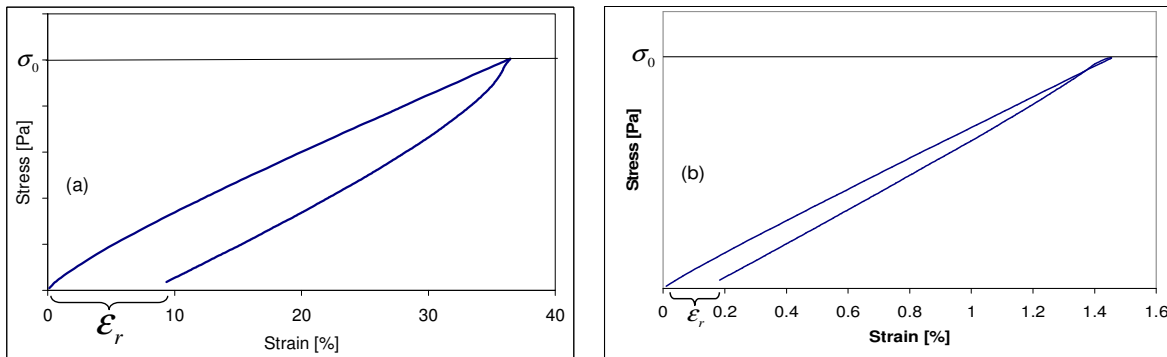 σ₀
Stress [Pa]
(a)
0
10
20
30
40
εᵣ
Strain [%]
σ₀
Stress [Pa]
(b)
0
0.2
0.4
0.6
0.8
1
1.2
1.4
1.6
εᵣ
Strain [%]